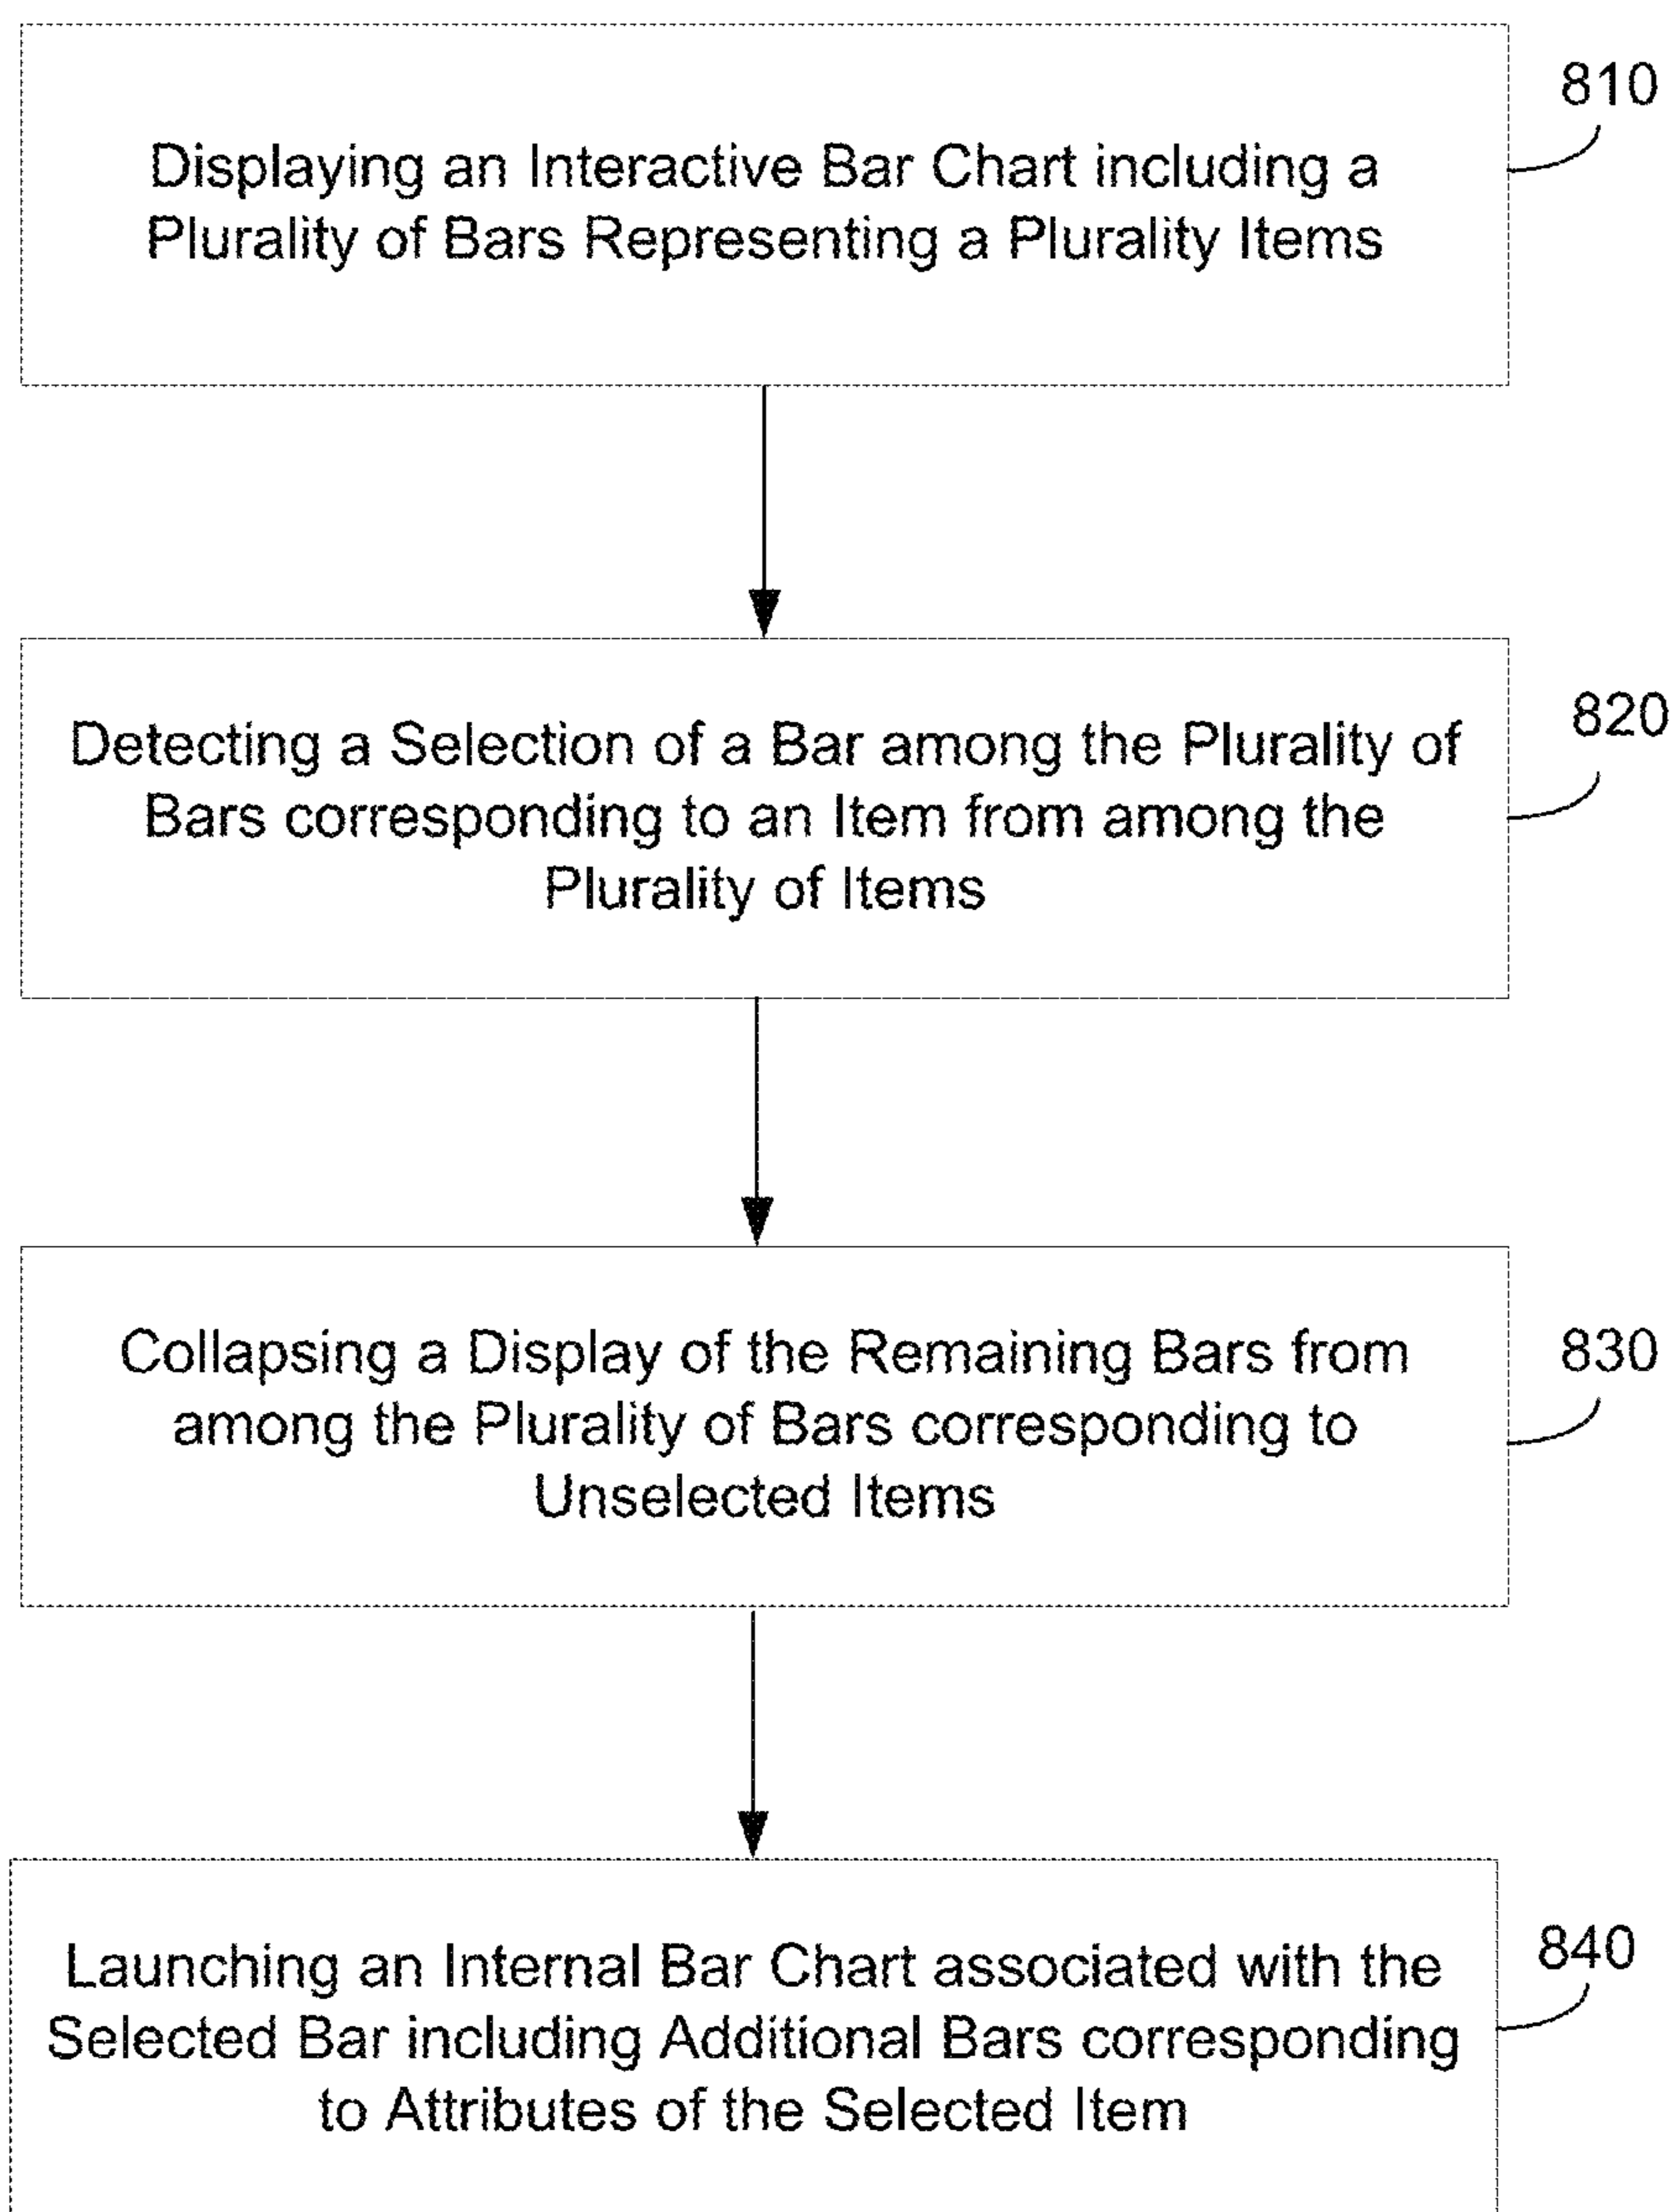 810
Displaying an Interactive Bar Chart including a
Plurality of Bars Representing a Plurality Items
820
Detecting a Selection of a Bar among the Plurality of
Bars corresponding to an Item from among the
Plurality of Items
830
Collapsing a Display of the Remaining Bars from
among the Plurality of Bars corresponding to
Unselected Items
840
Launching an Internal Bar Chart associated with the
Selected Bar including Additional Bars corresponding
to Attributes of the Selected Item